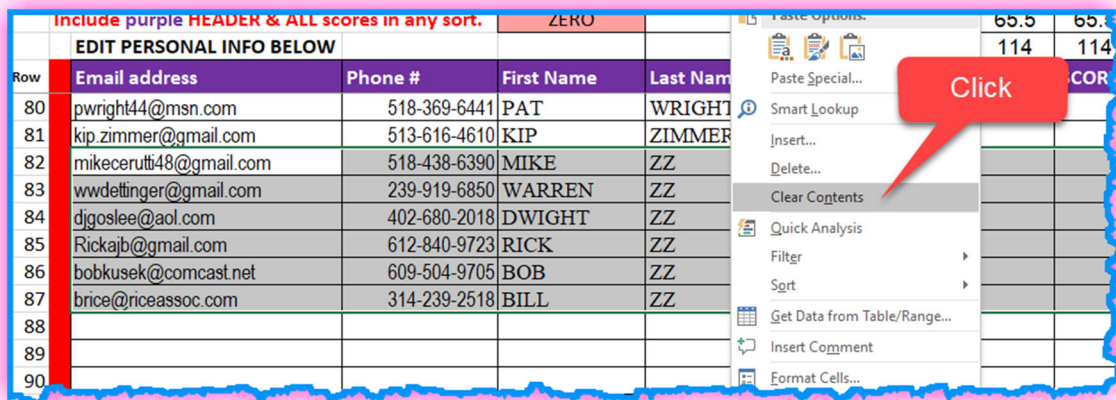 Include purple HEADER & ALL scores in any sort. ZERO Paste Options: 65.5 65.5
EDIT PERSONAL INFO BELOW 114 114
Row Email address Phone # First Name Last Nam SCOR
80 pwright44@msn.com 518-369-6441 PAT WRIGHT
81 kip.zimmer@gmail.com 513-616-4610 KIP ZIMMER
82 mikecerutti48@gmail.com 518-438-6390 MIKE ZZ
83 wwdettinger@gmail.com 239-919-6850 WARREN ZZ
84 djgoslee@aol.com 402-680-2018 DWIGHT ZZ
85 Rickajb@gmail.com 612-840-9723 RICK ZZ
86 bobkusek@comcast.net 609-504-9705 BOB ZZ
87 brice@riceassoc.com 314-239-2518 BILL ZZ
88
89
90
Paste Special...
Smart Lookup
Insert...
Delete...
Clear Contents
Quick Analysis
Filter
Sort
Get Data from Table/Range...
Insert Comment
Format Cells...
Click